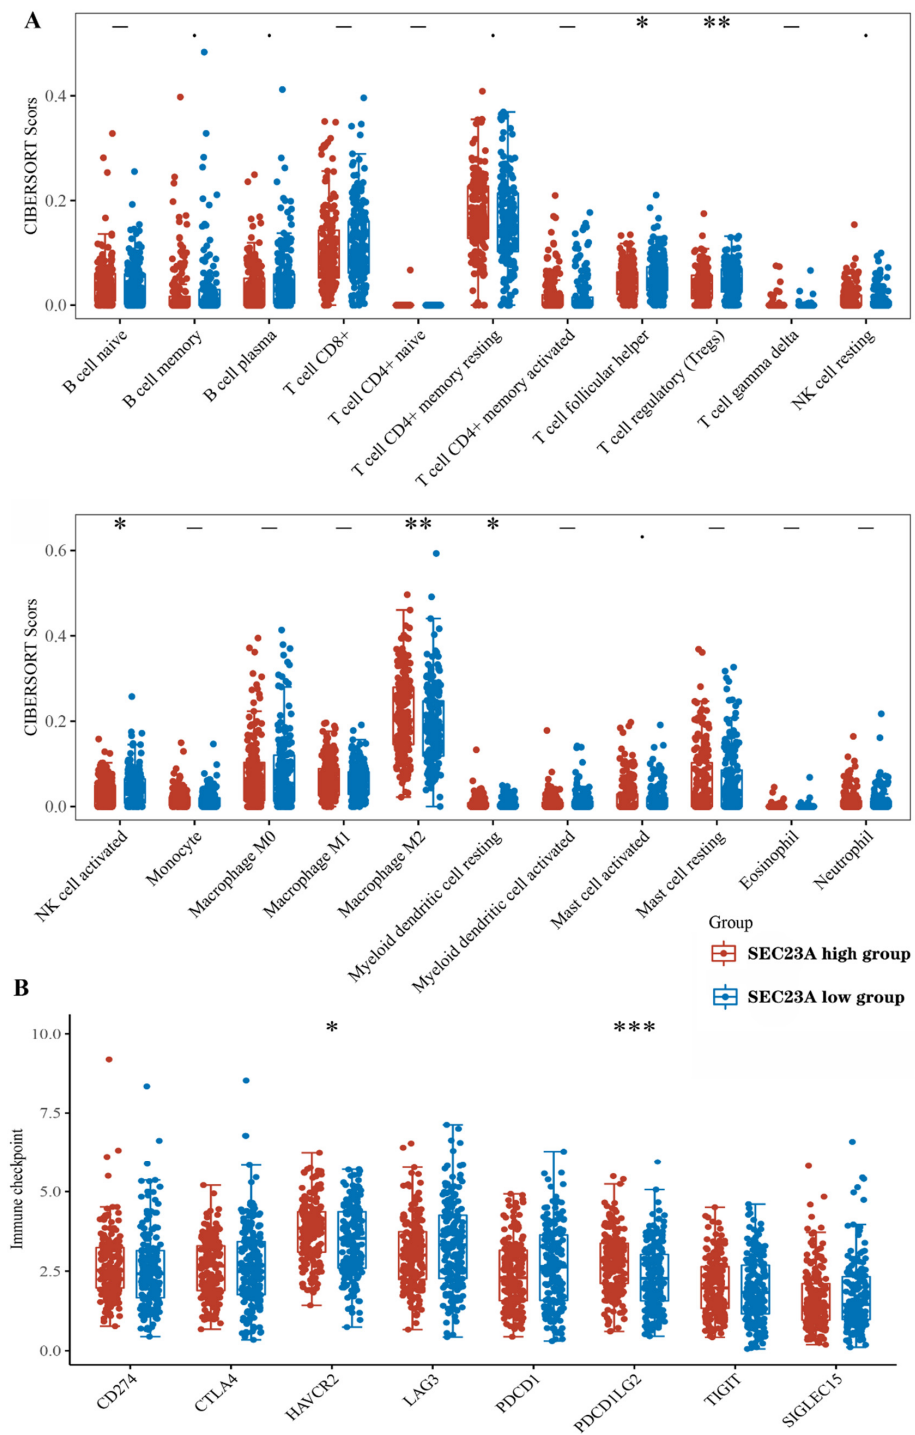 A
— . . — — . — * ** — .
CIBERSORT Scors
0.4
0.2
0.0
B cell naive
B cell memory
B cell plasma
T cell CD8+
T cell CD4+ naive
T cell CD4+ memory resting
T cell CD4+ memory activated
T cell follicular helper
T cell regulatory (Tregs)
T cell gamma delta
NK cell resting
* — — — ** * — . — — —
CIBERSORT Scors
0.6
0.4
0.2
0.0
NK cell activated
Monocyte
Macrophage M0
Macrophage M1
Macrophage M2
Myeloid dendritic cell resting
Myeloid dendritic cell activated
Mast cell activated
Mast cell resting
Eosinophil
Neutrophil
Group
SEC23A high group
SEC23A low group
B
* ***
Immune checkpoint
10.0
7.5
5.0
2.5
0.0
CD274
CTLA4
HAVCR2
LAG3
PDCD1
PDCD1LG2
TIGIT
SIGLEC15